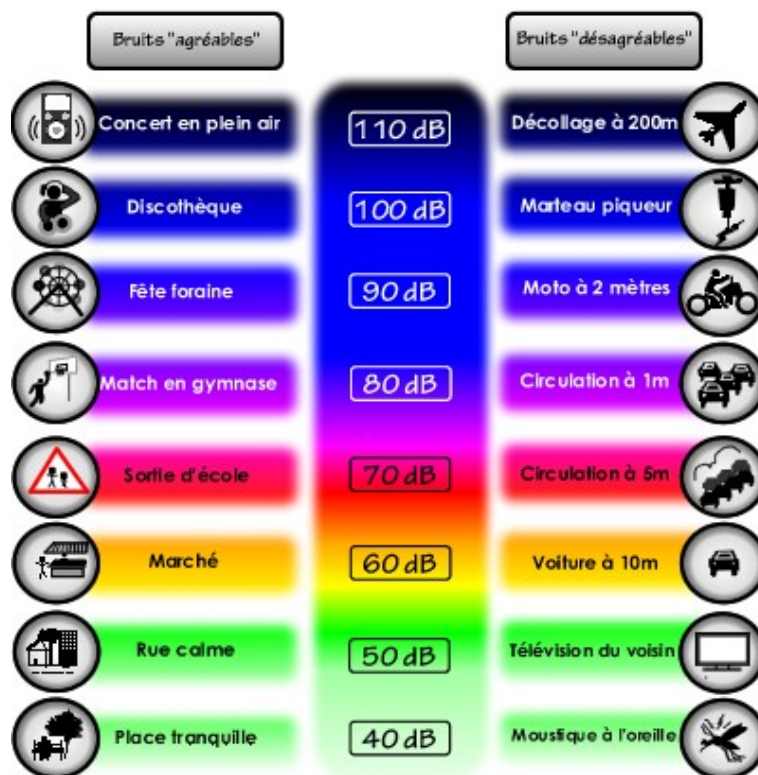 Bruits "agréables"
Bruits "désagréables"
Concert en plein air
110 dB
Décollage à 200m
Discothèque
100 dB
Marteau piqueur
Fête foraine
90 dB
Moto à 2 mètres
Match en gymnase
80 dB
Circulation à 1m
Sortie d'école
70 dB
Circulation à 5m
Marché
60 dB
Voiture à 10m
Rue calme
50 dB
Télévision du voisin
Place tranquille
40 dB
Moustique à l'oreille